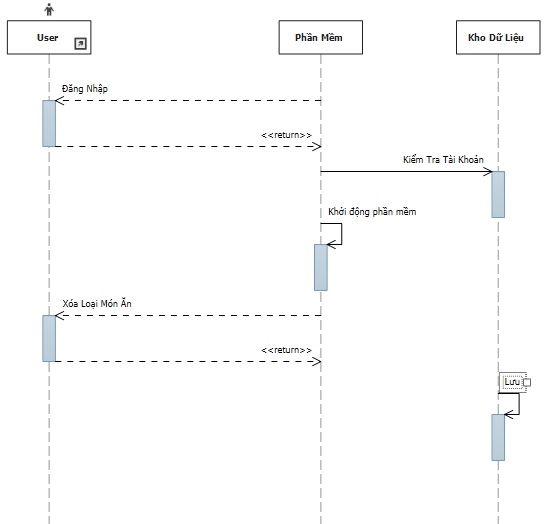 User
Phần Mềm
Kho Dữ Liệu
Đăng Nhập
<<return>>
Kiểm Tra Tài Khoản
Khởi động phần mềm
Xóa Loại Món Ăn
<<return>>
Lưu